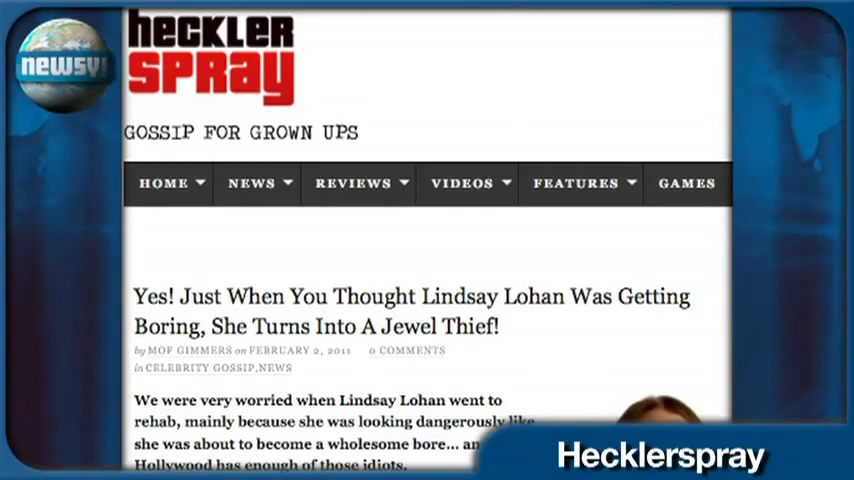 newsy!
HECKLER
SPRAY
GOSSIP FOR GROWN UPS
HOME NEWS REVIEWS VIDEOS FEATURES GAMES
Yes! Just When You Thought Lindsay Lohan Was Getting
Boring, She Turns Into A Jewel Thief!
by MOF GIMMERS on FEBRUARY 2, 2011 0 COMMENTS
in CELEBRITY GOSSIP,NEWS
We were very worried when Lindsay Lohan went to
rehab, mainly because she was looking dangerously like
she was about to become a wholesome bore... an
Hollywood has enough of those idiots.
Hecklerspray